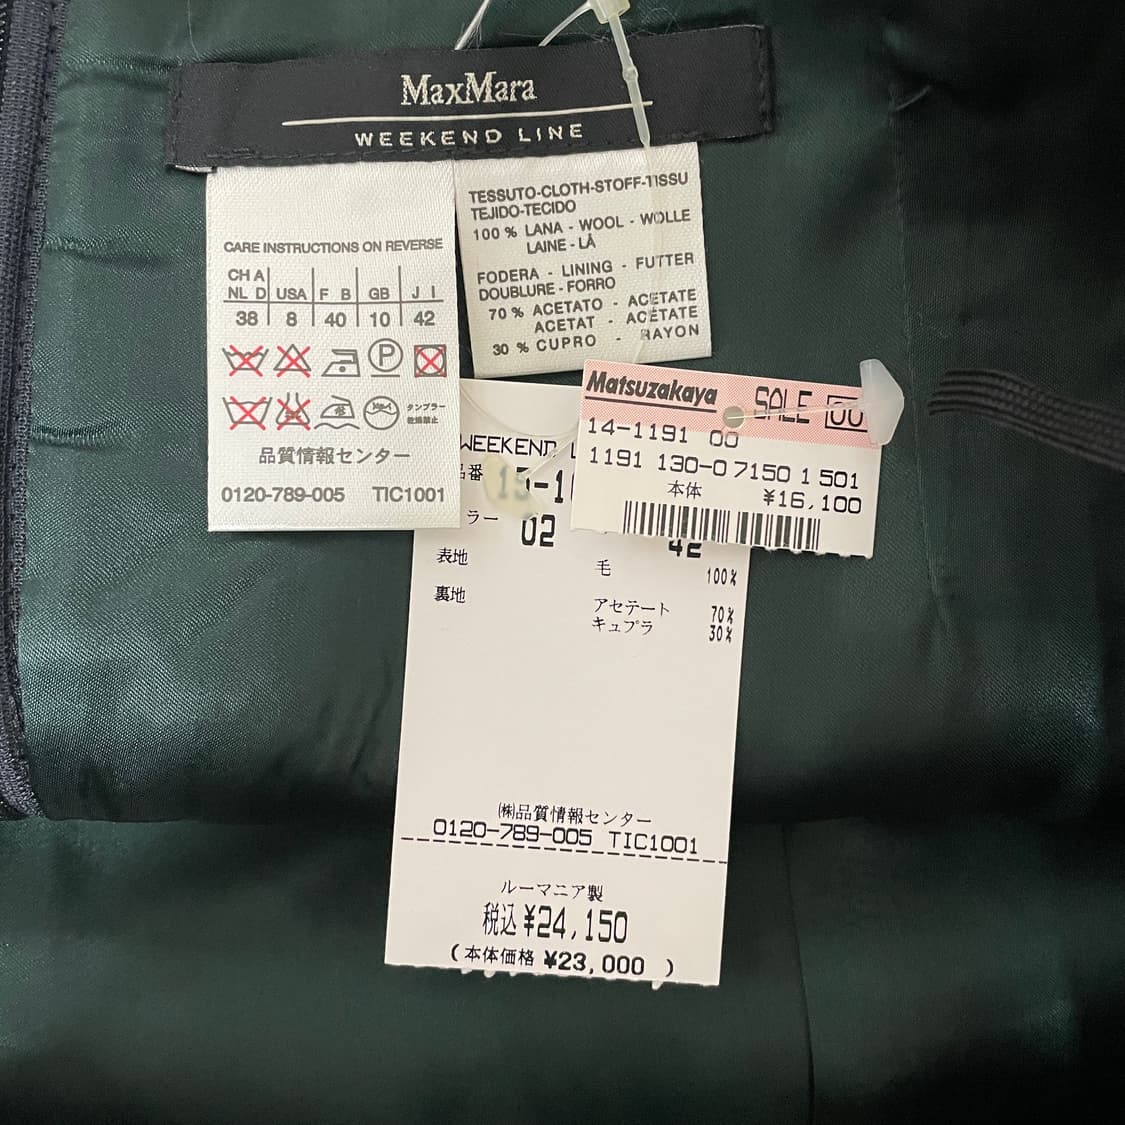 MaxMara
WEEKEND LINE
CARE INSTRUCTIONS ON REVERSE
CH A
NL D USA F B GB J I
38 8 40 10 42
P
タンブラー
乾燥禁止
品質情報センター
0120-789-005 TIC1001
TESSUTO-CLOTH-STOFF-TISSU
TEJIDO-TECIDO
100 % LANA - WOOL - WOLLE
LAINE - LÃ
FODERA - LINING - FUTTER
DOUBLURE - FORRO
70 % ACETATO - ACETATE
ACETAT - ACÉTATE
30 % CUPRO - RAYON
Matsuzakaya SALE 00
14-1191 00
1191 130-0 7150 1 501
本体 ¥16,100
WEEKEND
02
42
表地 毛 100%
裏地 アセテート 70%
キュプラ 30%
㈱品質情報センター
0120-789-005 TIC1001
ルーマニア製
税込 ¥24,150
(本体価格 ¥23,000 )